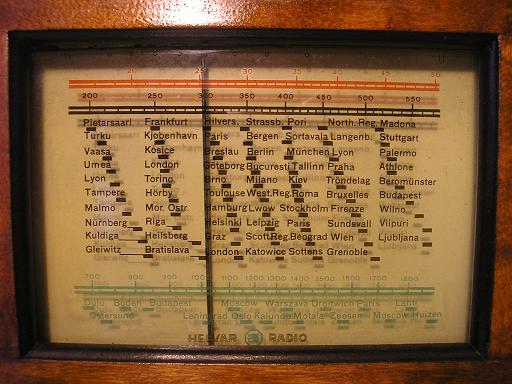 20 25 30 35 40 45 50
200 250 300 350 400 450 500 550
Pietarsaari Frankfurt Hilvers. Strassb. Pori North. Reg. Madona
Turku Kjobenhavn Paris Bergen Sortavala Langenb. Stuttgart
Vaasa Kosice Breslau Berlin München Lyon Palermo
Umeå London Göteborg Bucuresti Tallinn Praha Athlone
Lyon Torino Brno Milano Kiev Tröndelag Beromünster
Tampere Hörby Toulouse West.Reg. Roma Bruxelles Budapest
Malmö Mor. Ostr. Hamburg Lwow Stockholm Firenze Wilno
Nürnberg Riga Helsinki Leipzig Paris Sundsvall Viipuri
Kuldiga Heilsberg Graz Scott.Reg. Beograd Wien Ljubljana
Gleiwitz Bratislava London Katowice Sottens Grenoble
700 800 900 1000 1100 1200 1300 1400 1500 1600 1700 1800
Oulu Boden Budapest Moscow Warszava Droitwich Paris Lahti
Östersund Leningrad Oslo Kalundb. Motala Zeesen Moscow Huizen
HELVAR RADIO